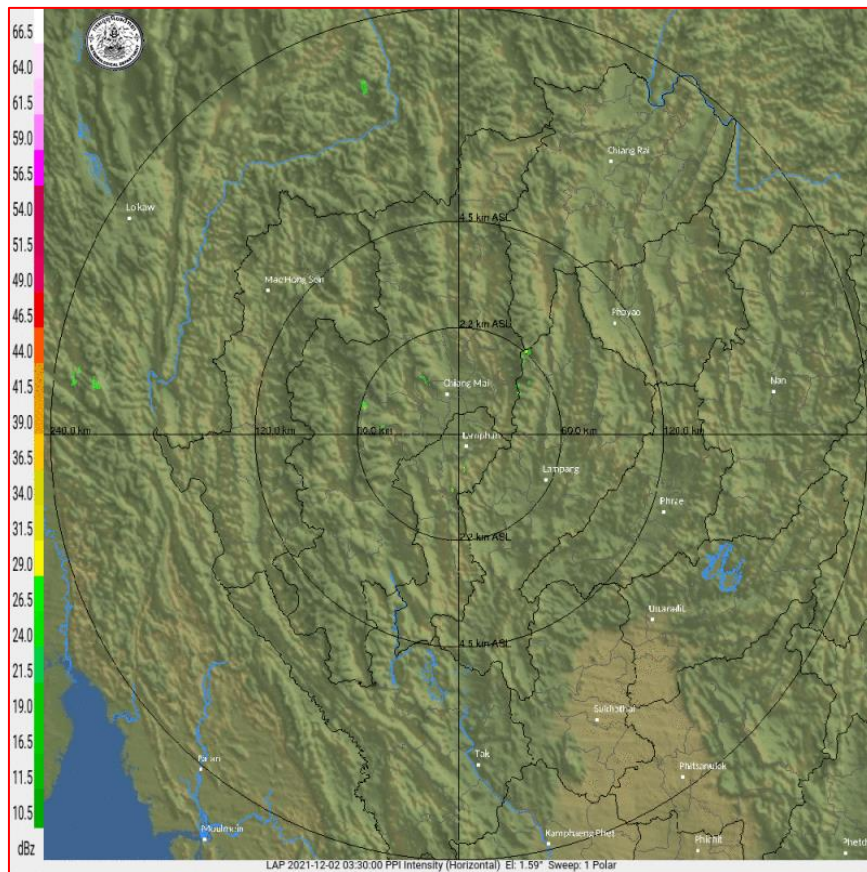 66.5
64.0
61.5
59.0
56.5
54.0
51.5
49.0
46.5
44.0
41.5
39.0
36.5
34.0
31.5
29.0
26.5
24.0
21.5
19.0
16.5
11.5
10.5
dBz
Chiang Rai
Loikaw
4.5 km ASL
Mae Hong Son
Phayao
2.2 km ASL
Chiang Mai
Nan
240.0 km
120.0 km
60.0 km
60.0 km
120.0 km
Lamphun
Lampang
Phrae
2.2 km ASL
Uttaradit
4.5 km ASL
Sukhothai
Tak
Phitsanulok
Moulmein
Kamphaeng Phet
Phichit
LAP 2021-12-02 03:30:00 PPI Intensity (Horizontal) El: 1.59° Sweep: 1 Polar